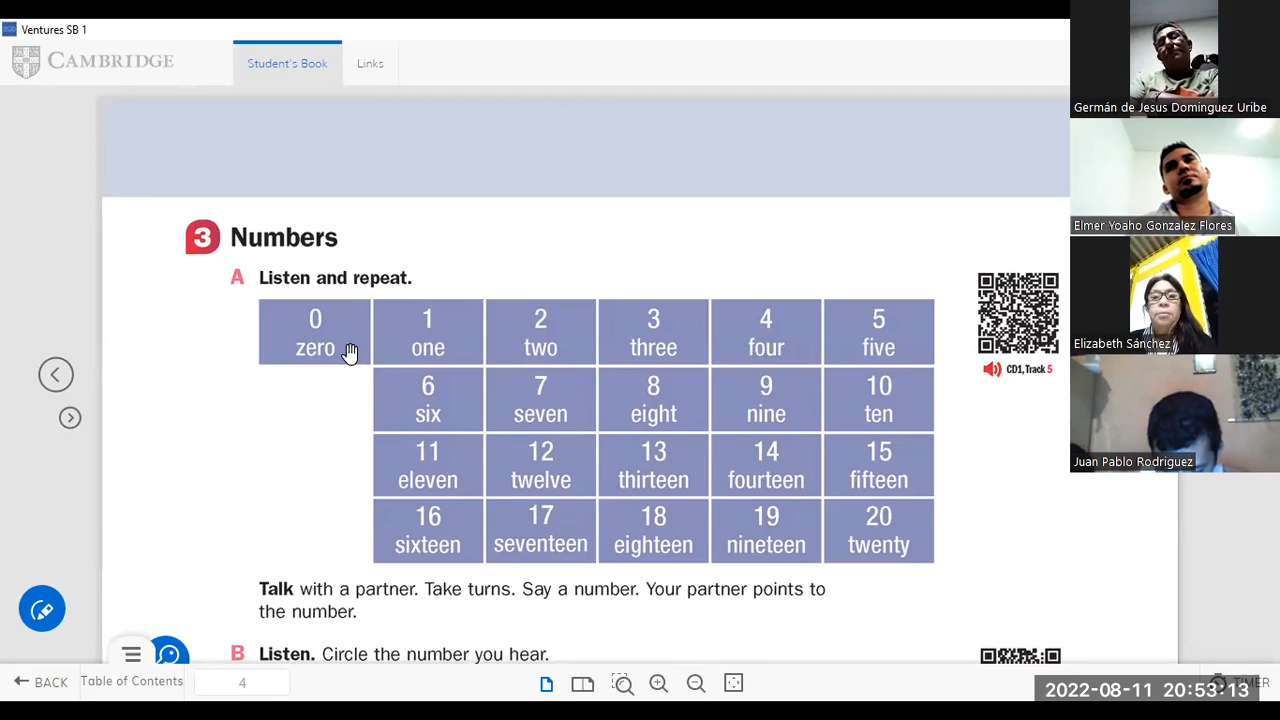 Ventures SB 1
CAMBRIDGE
Student's Book
Links
3 Numbers
A Listen and repeat.
0 1 2 3 4 5
zero one two three four five
6 7 8 9 10
six seven eight nine ten
11 12 13 14 15
eleven twelve thirteen fourteen fifteen
16 17 18 19 20
sixteen seventeen eighteen nineteen twenty
CD1, Track 5
Talk with a partner. Take turns. Say a number. Your partner points to
the number.
B Listen. Circle the number you hear.
BACK
Table of Contents
4
TIMER
2022-08-11 20:53:13
Germán de Jesus Dominguez Uribe
Elmer Yoaho Gonzalez Flores
Elizabeth Sánchez
Juan Pablo Rodriguez